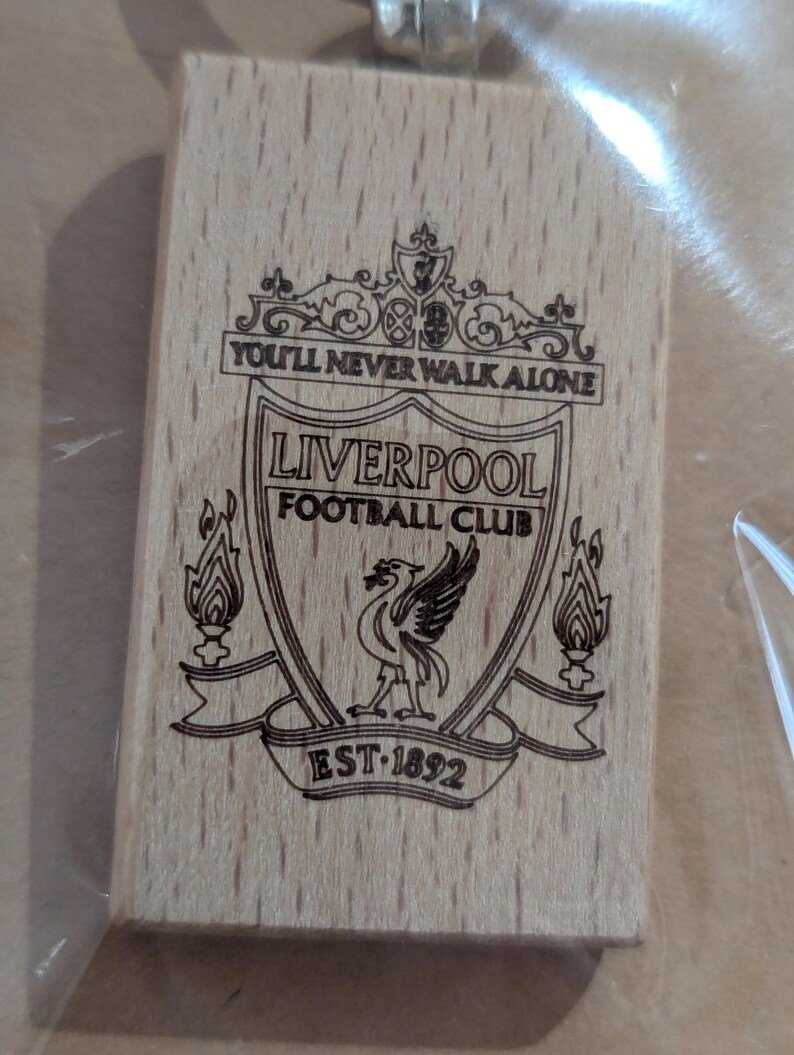 YOU'LL NEVER WALK ALONE
LIVERPOOL
FOOTBALL CLUB
EST·1892